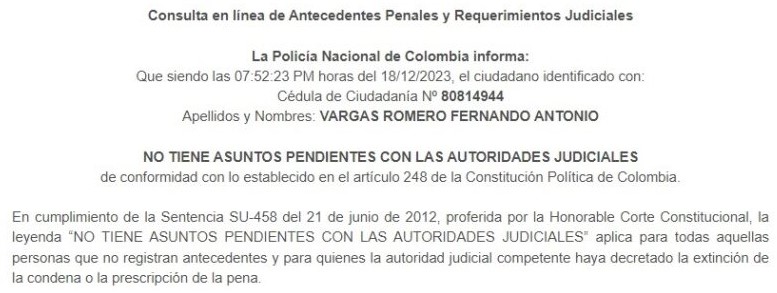 Consulta en línea de Antecedentes Penales y Requerimientos Judiciales
La Policía Nacional de Colombia informa:
Que siendo las 07:52:23 PM horas del 18/12/2023, el ciudadano identificado con:
Cédula de Ciudadanía Nº 80814944
Apellidos y Nombres: VARGAS ROMERO FERNANDO ANTONIO
NO TIENE ASUNTOS PENDIENTES CON LAS AUTORIDADES JUDICIALES
de conformidad con lo establecido en el artículo 248 de la Constitución Política de Colombia.
En cumplimiento de la Sentencia SU-458 del 21 de junio de 2012, proferida por la Honorable Corte Constitucional, la
leyenda “NO TIENE ASUNTOS PENDIENTES CON LAS AUTORIDADES JUDICIALES” aplica para todas aquellas
personas que no registran antecedentes y para quienes la autoridad judicial competente haya decretado la extinción de
la condena o la prescripción de la pena.